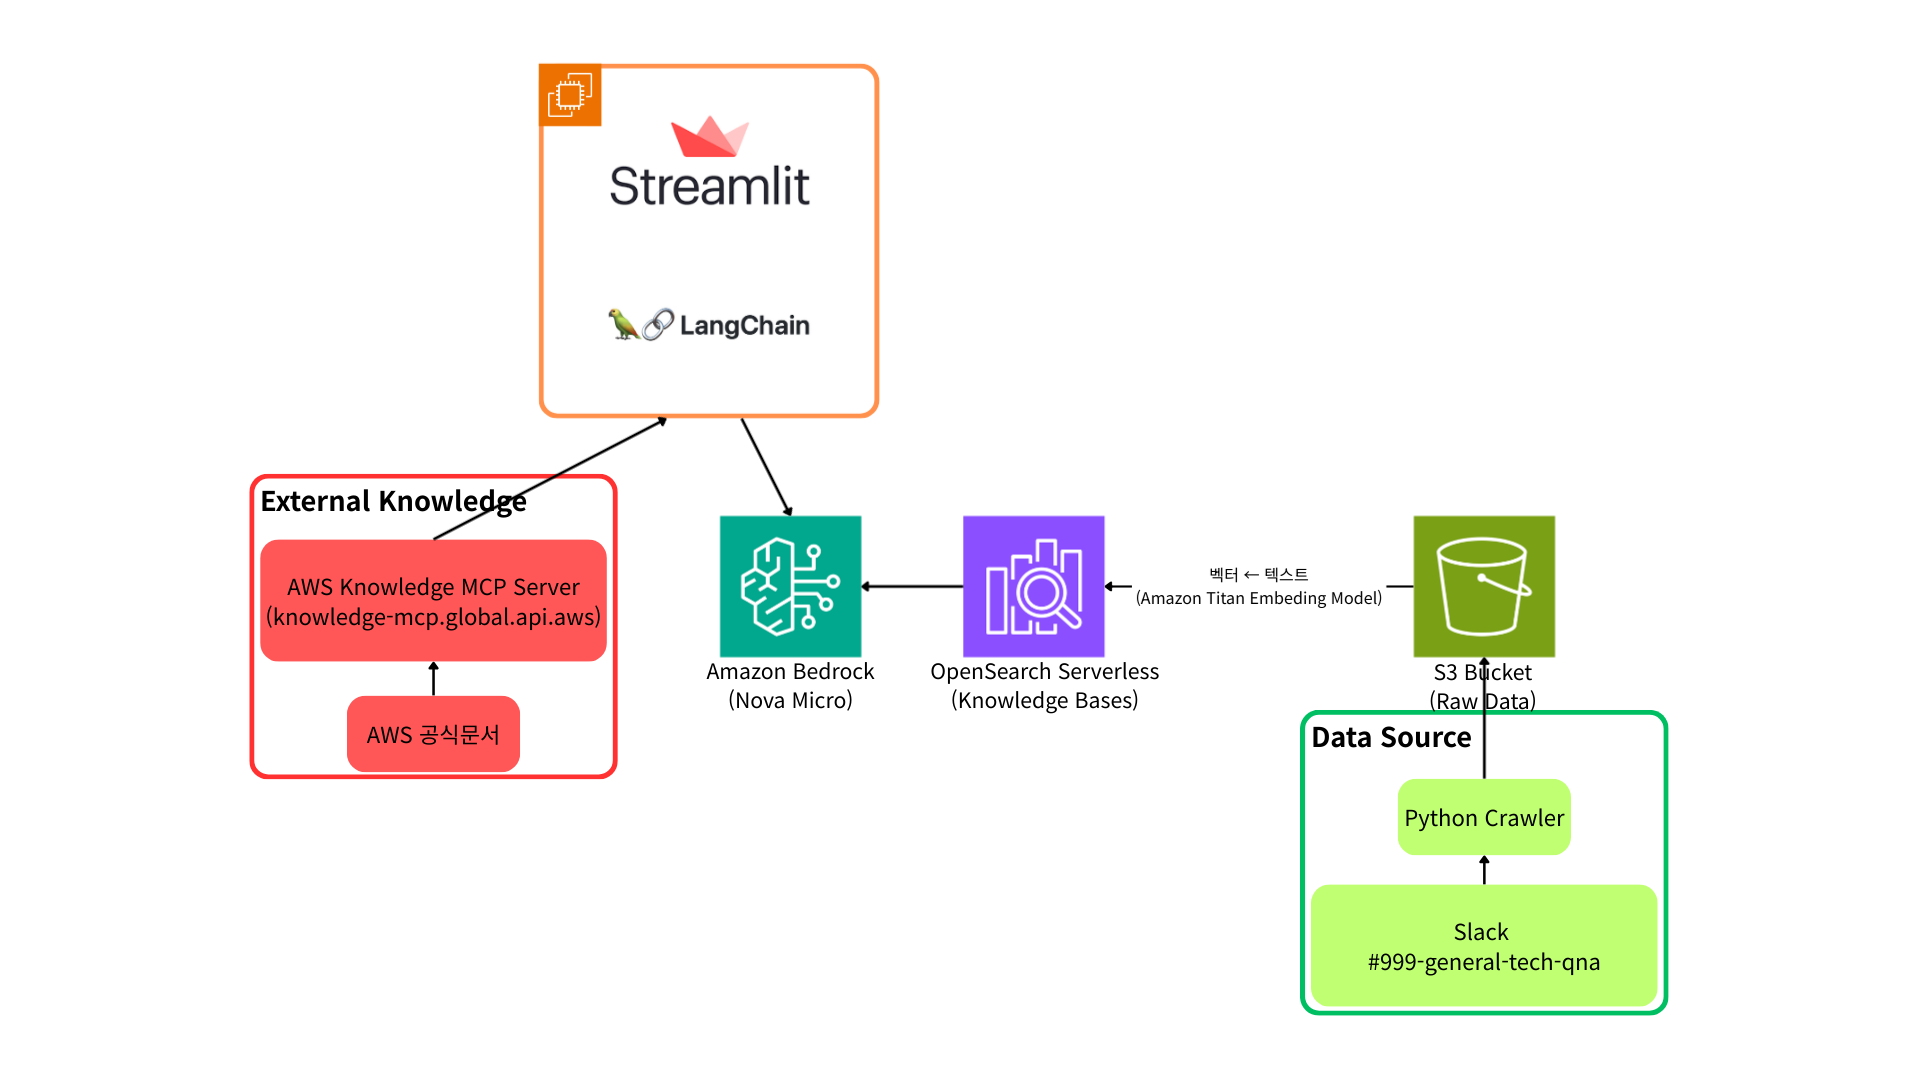 Streamlit
LangChain
External Knowledge
AWS Knowledge MCP Server
(knowledge-mcp.global.api.aws)
AWS 공식문서
Amazon Bedrock
(Nova Micro)
OpenSearch Serverless
(Knowledge Bases)
벡터 ← 텍스트
(Amazon Titan Embeding Model)
S3 Bucket
(Raw Data)
Data Source
Python Crawler
Slack
#999-general-tech-qna